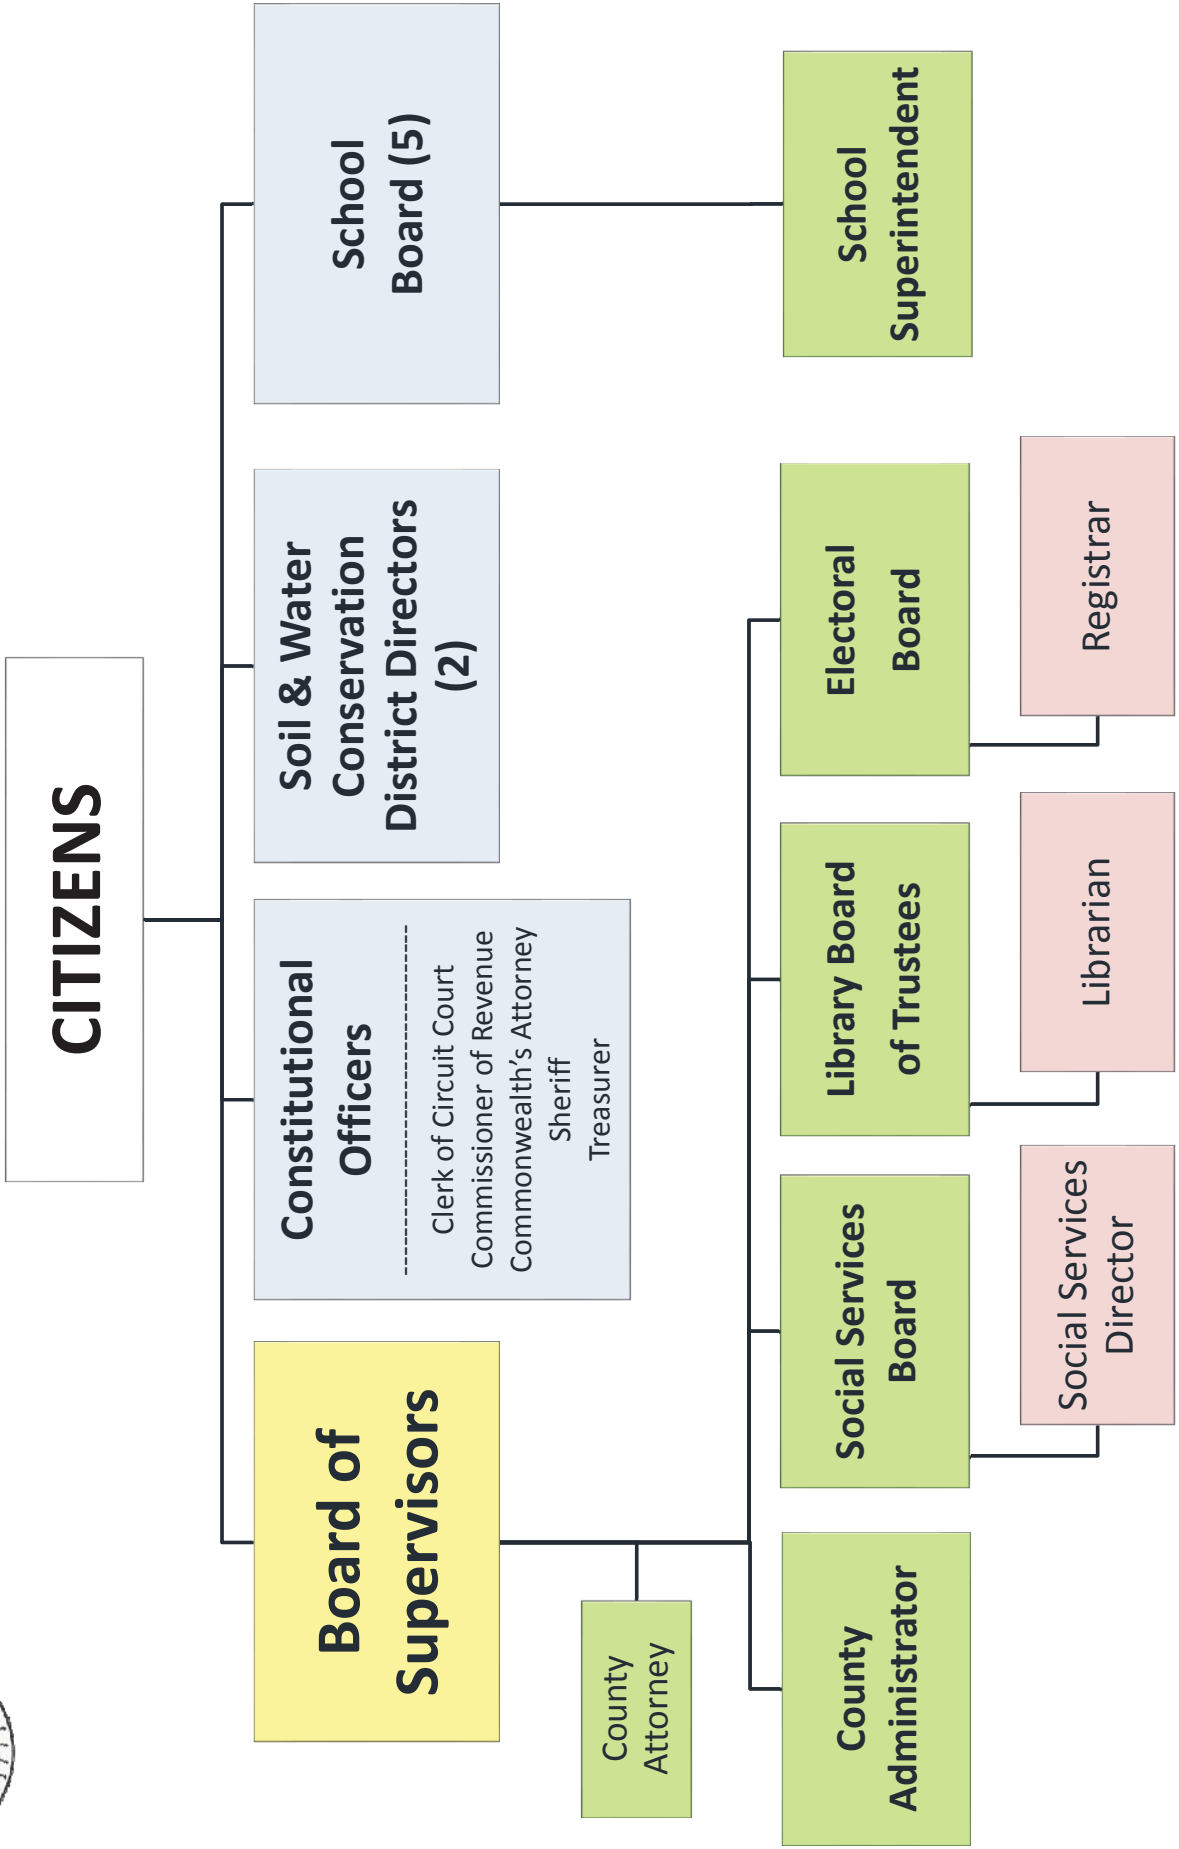 CITIZENS
Board of
Supervisors
Constitutional
Officers
Clerk of Circuit Court
Commissioner of Revenue
Commonwealth’s Attorney
Sheriff
Treasurer
Soil & Water
Conservation
District Directors
(2)
School
Board (5)
County
Attorney
County
Administrator
Social Services
Board
Library Board
of Trustees
Electoral
Board
School
Superintendent
Social Services
Director
Librarian
Registrar